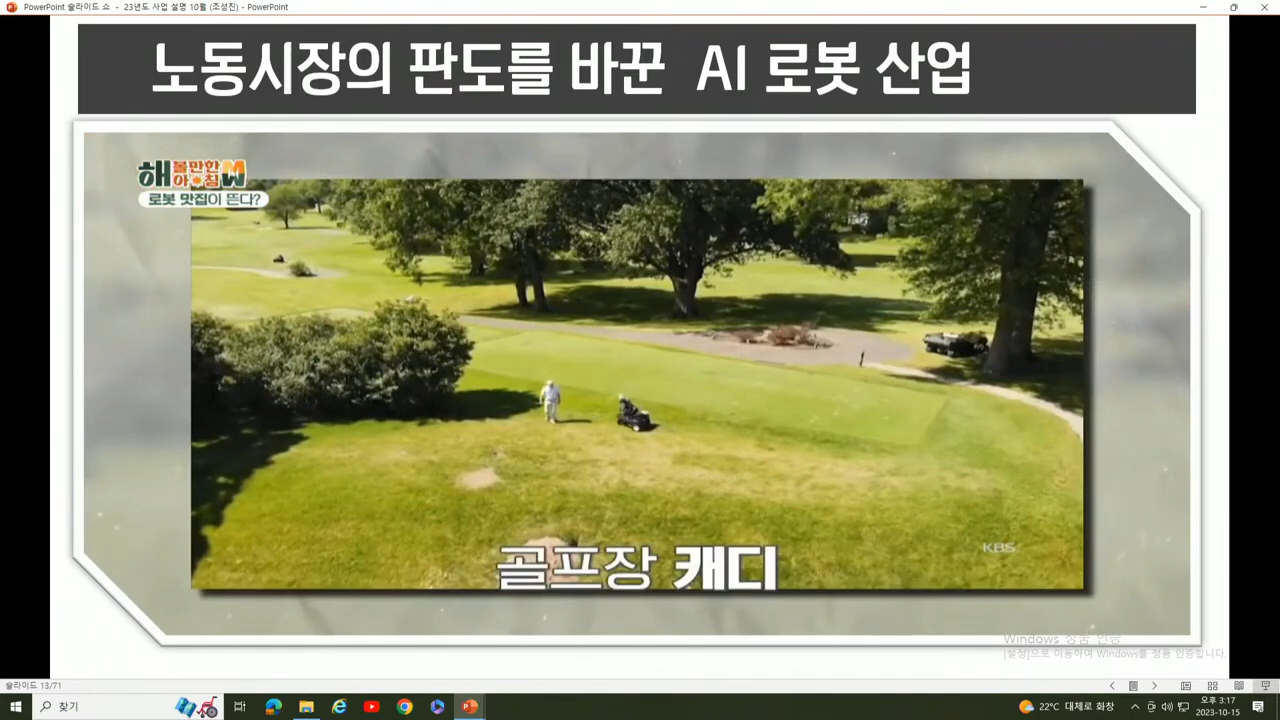 PowerPoint 슬라이드 쇼 - 23년도 사업 설명 10월 (조성진) - PowerPoint
노동시장의 판도를 바꾼 AI 로봇 산업
해볼만한아침M
로봇 맛집이 뜬다?
KBS
골프장 캐디
Windows 정품 인증
[설정]으로 이동하여 Windows를 정품 인증합니다.
슬라이드 13/71
찾기
22°C 대체로 화창
오후 3:17
2023-10-15